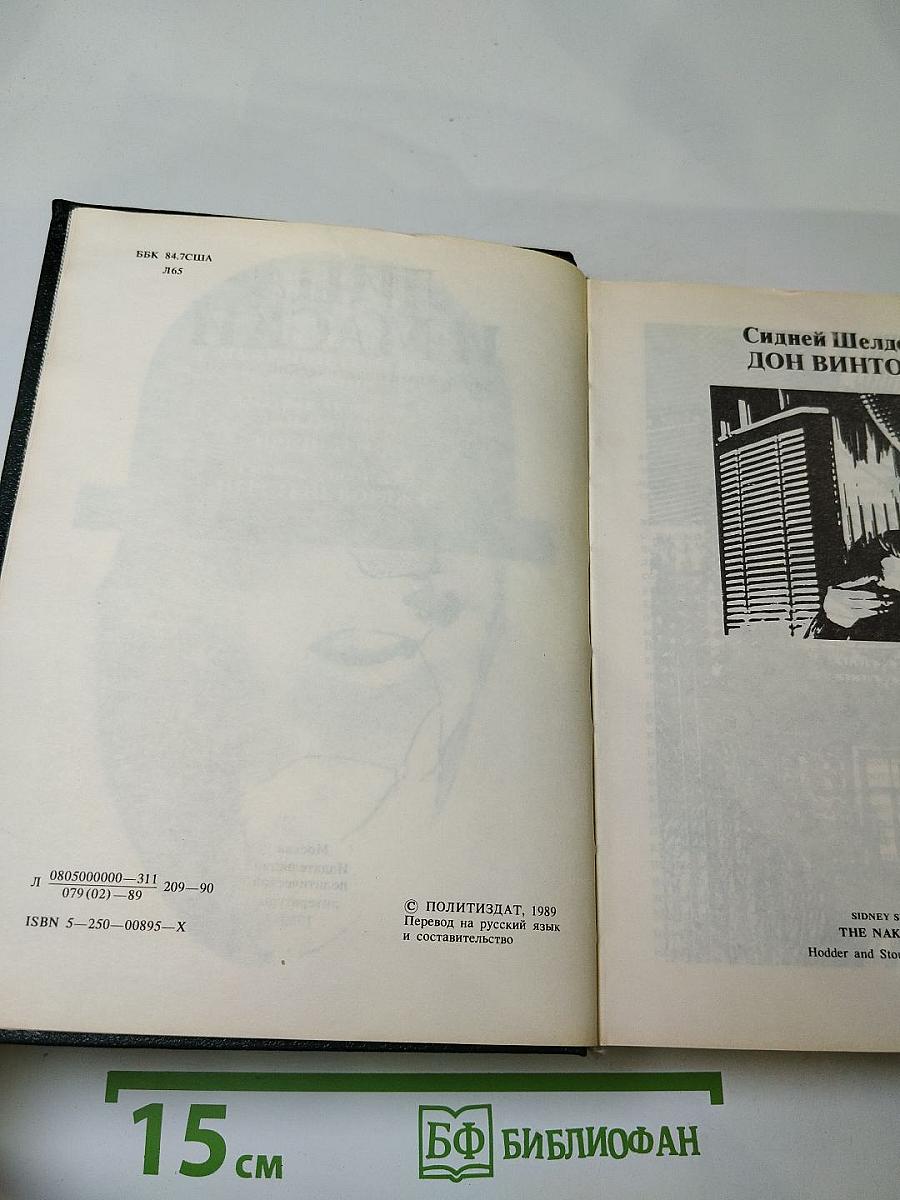 ББК 84.7США
Л65
Л 0805000000—311 209—90
079(02)—89
ISBN 5—250—00895—X
© ПОЛИТИЗДАТ, 1989
Перевод на русский язык
и составительство
Сидней Шелд
ДОН ВИНТО
SIDNEY S
THE NAK
Hodder and Sto
15 см
БФ БИБЛИОФАН